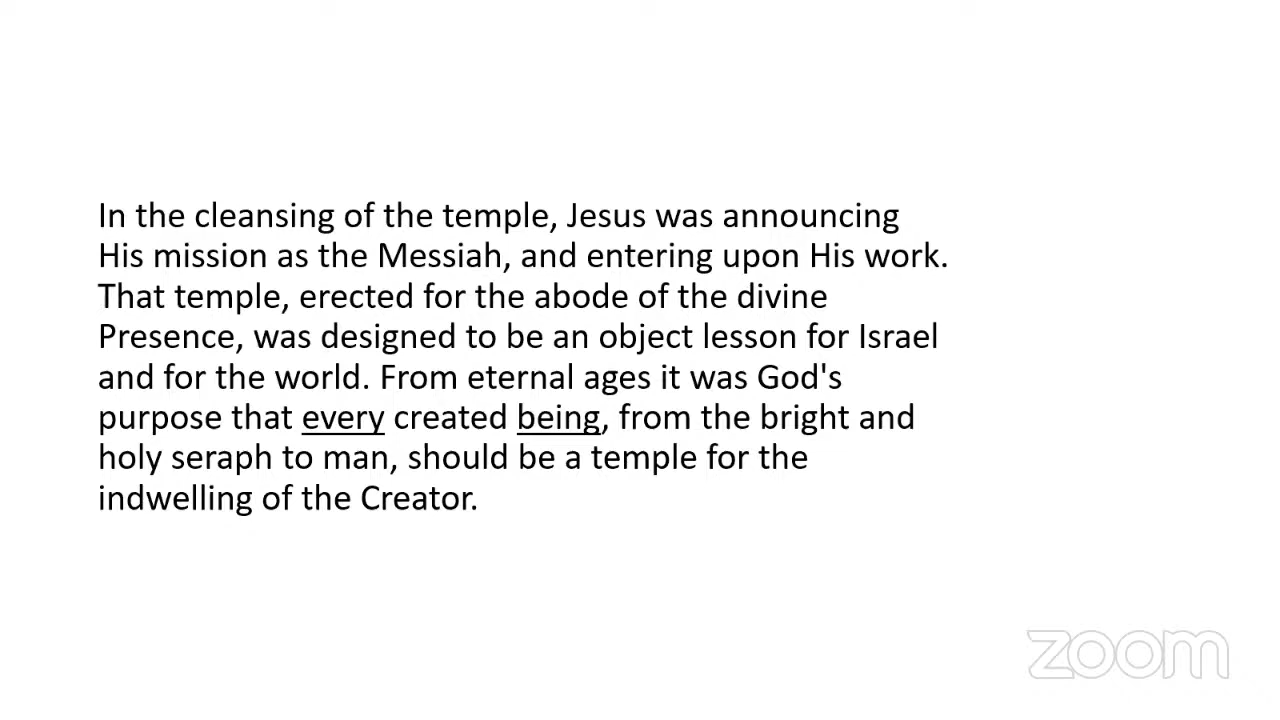 In the cleansing of the temple, Jesus was announcing
His mission as the Messiah, and entering upon His work.
That temple, erected for the abode of the divine
Presence, was designed to be an object lesson for Israel
and for the world. From eternal ages it was God's
purpose that every created being, from the bright and
holy seraph to man, should be a temple for the
indwelling of the Creator.
zoom